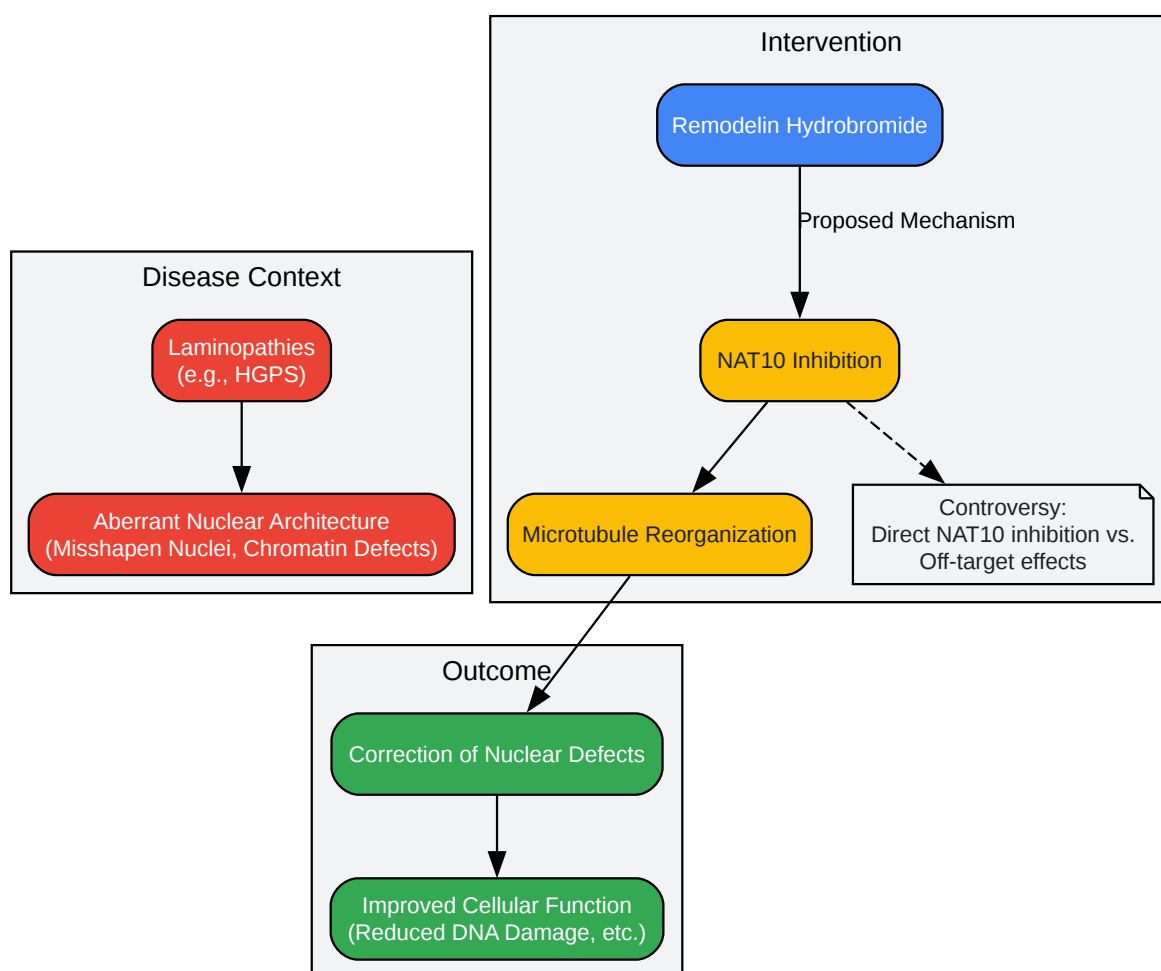 Intervention
Remodelin Hydrobromide
Proposed Mechanism
NAT10 Inhibition
Microtubule Reorganization
Controversy:
Direct NAT10 inhibition vs.
Off-target effects
Disease Context
Laminopathies
(e.g., HGPS)
Aberrant Nuclear Architecture
(Misshapen Nuclei, Chromatin Defects)
Outcome
Correction of Nuclear Defects
Improved Cellular Function
(Reduced DNA Damage, etc.)